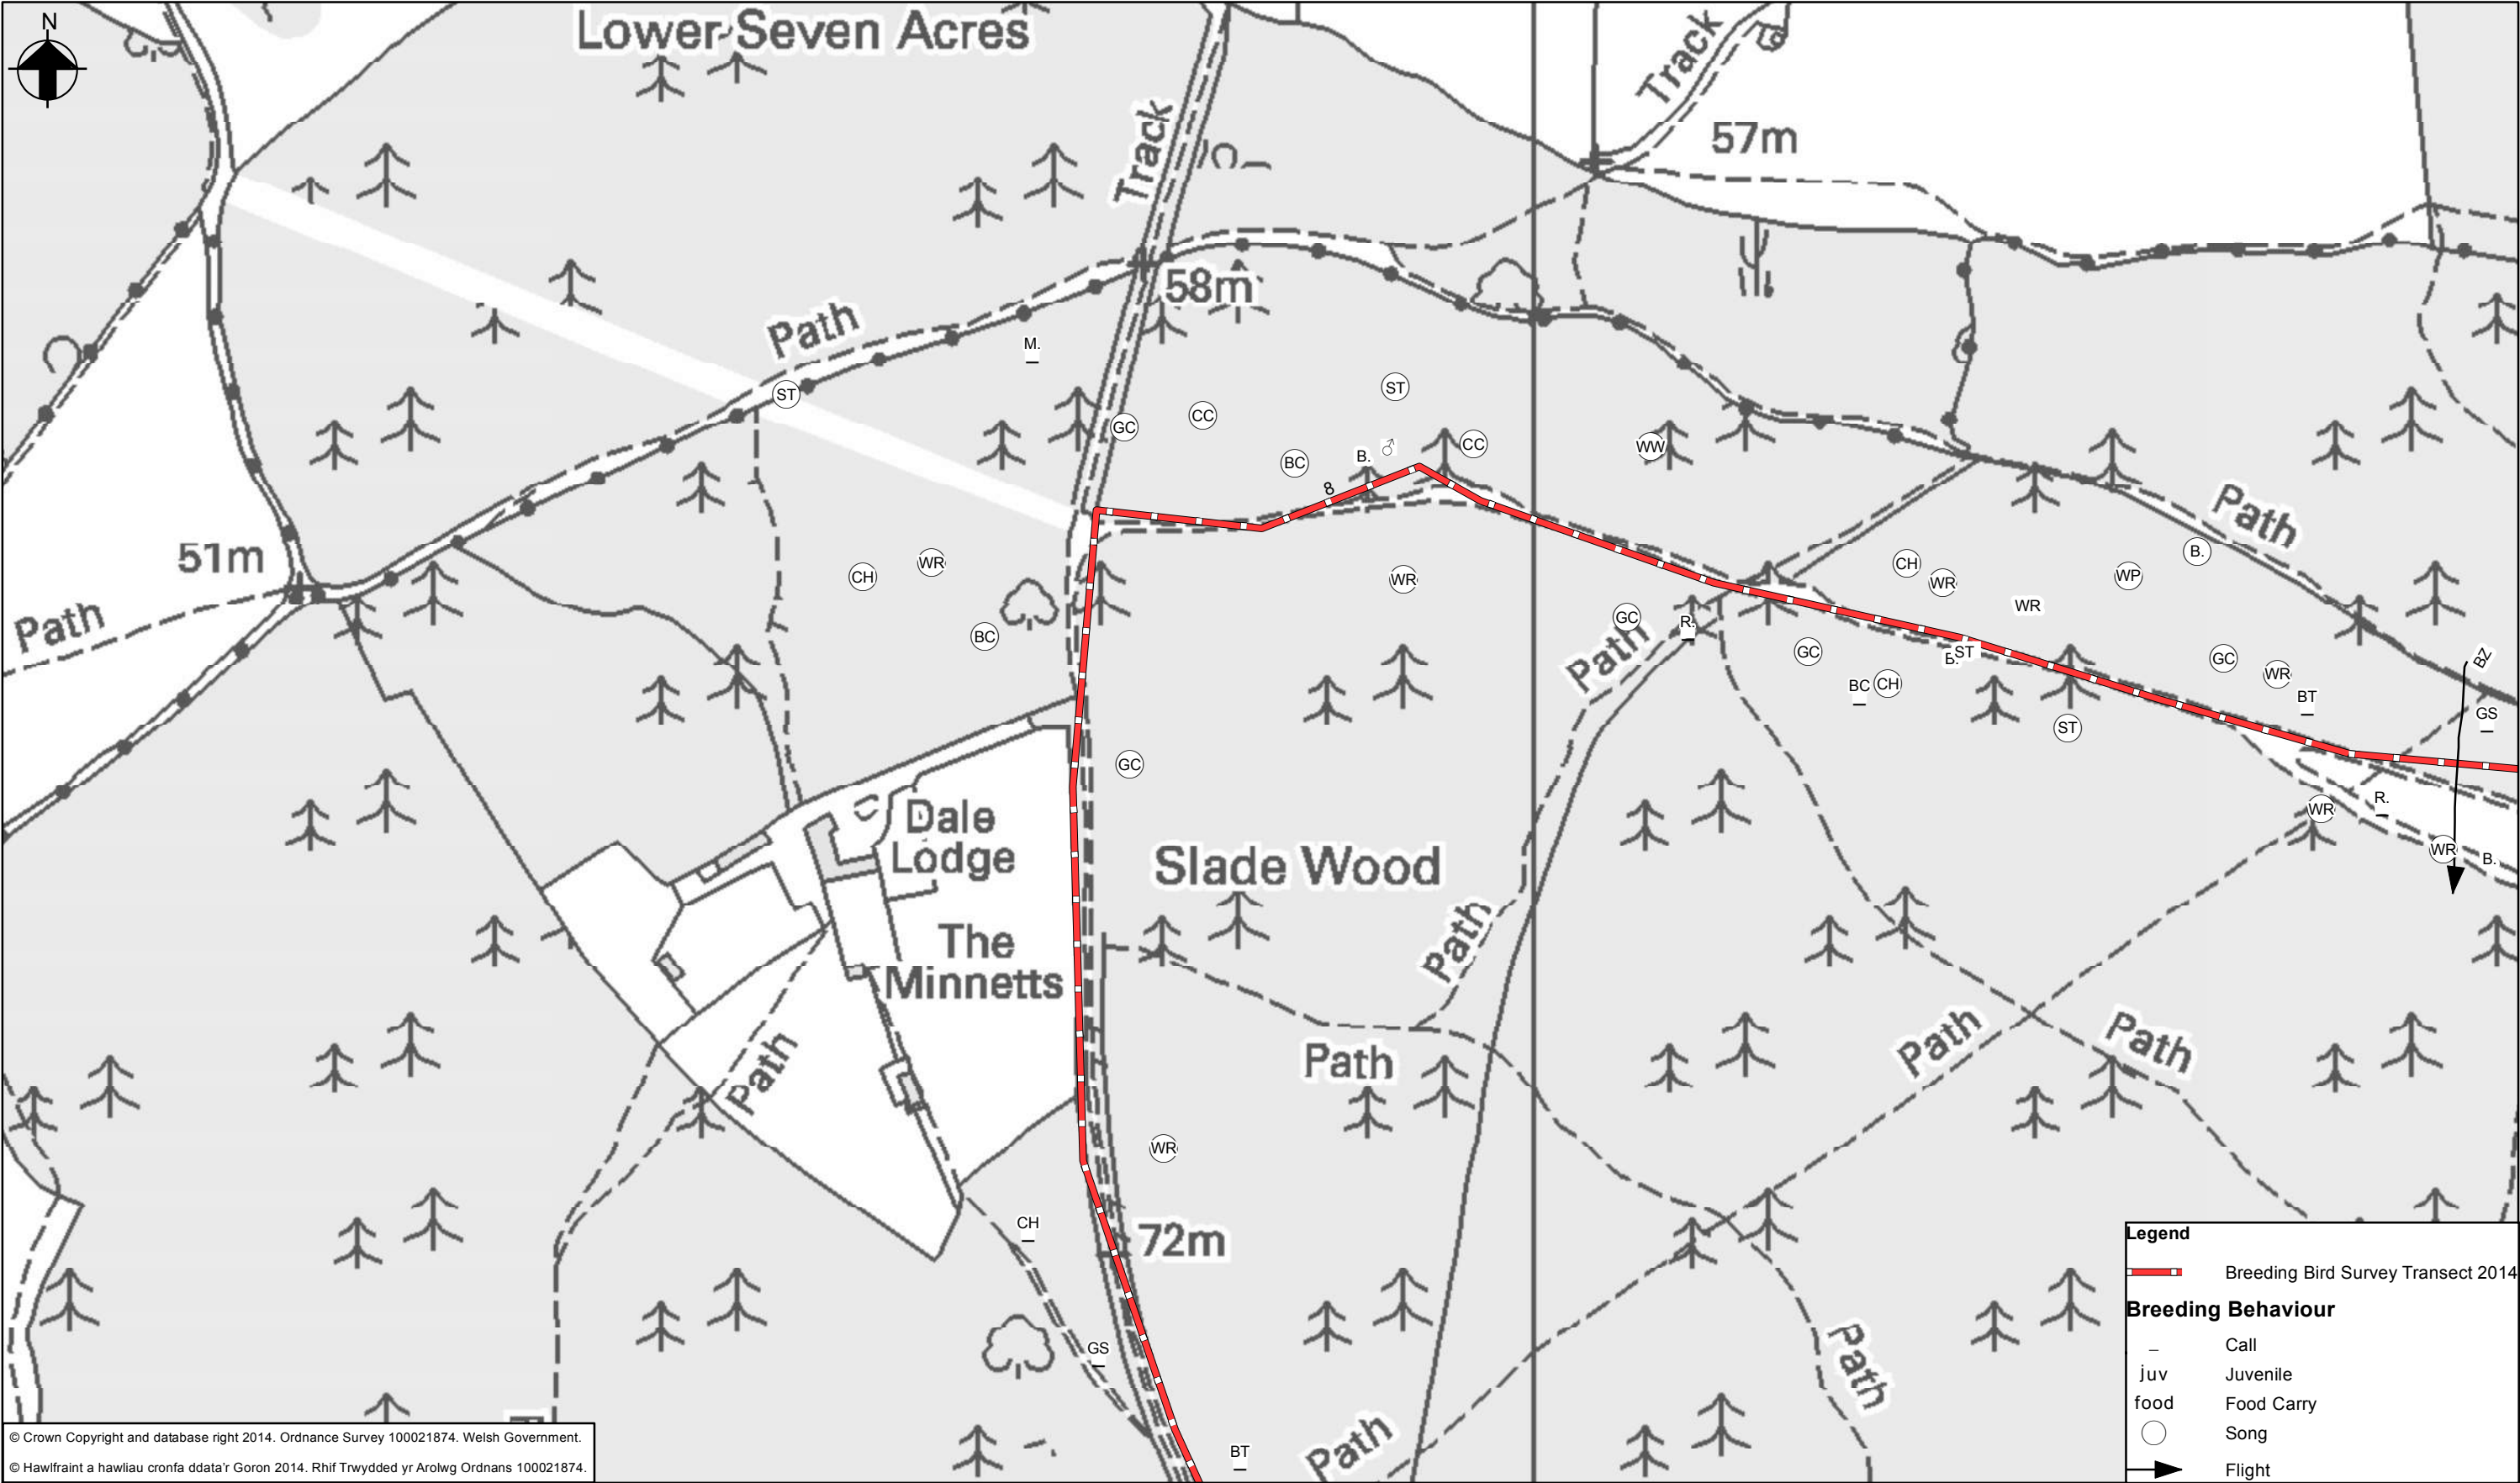 N
Lower Seven Acres
Track
Track
57m
58m
Path
M.
ST
ST
GC
CC
BC
B.
♂
CC
WW
8
Path
51m
CH
WR
WR
CH
WR
WP
B.
WR
Path
BC
GC
R.
Path
GC
B.
ST
GC
WR
BZ
BC
CH
BT
GS
ST
GC
Dale
Lodge
WR
R.
WR
B.
Slade Wood
Path
The
Minnetts
Path
Path
Path
Path
WR
CH
72m
GS
Path
BT
Path
Legend
Breeding Bird Survey Transect 2014
Breeding Behaviour
_ Call
juv Juvenile
food Food Carry
Song
Flight
© Crown Copyright and database right 2014. Ordnance Survey 100021874. Welsh Government.
© Hawlfraint a hawliau cronfa ddata'r Goron 2014. Rhif Trwydded yr Arolwg Ordnans 100021874.